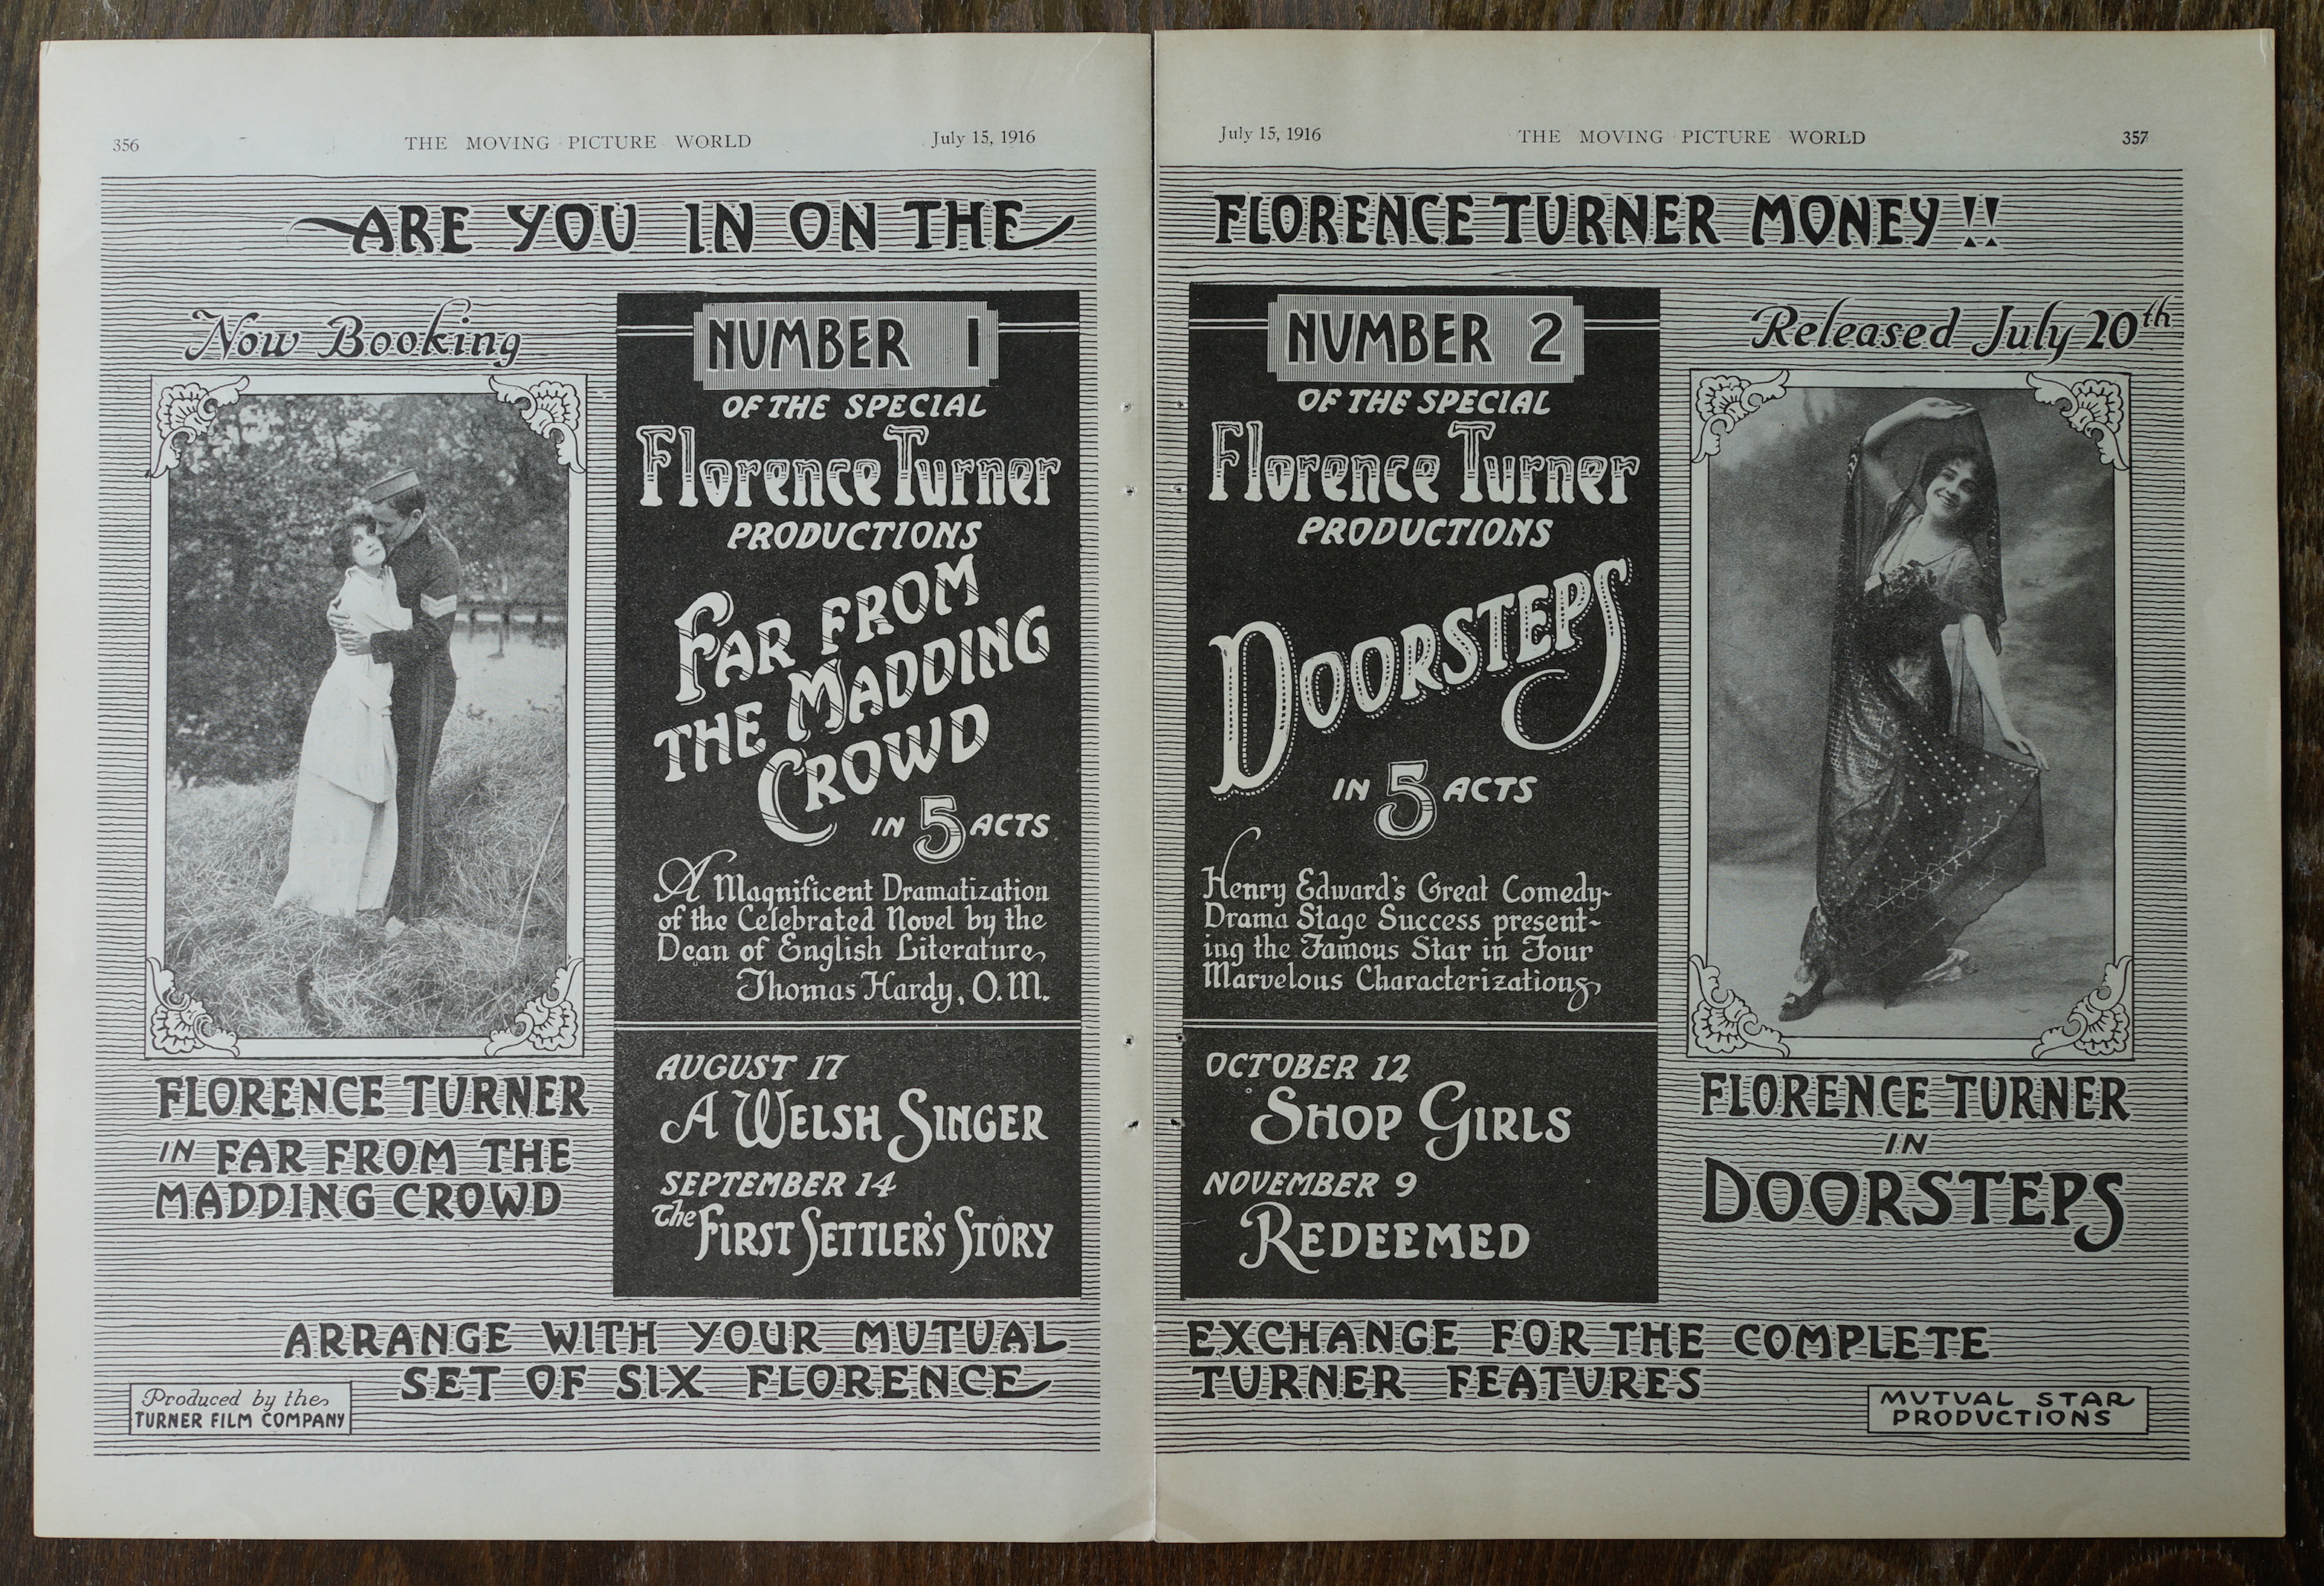 356
THE MOVING PICTURE WORLD
July 15, 1916
ARE YOU IN ON THE
Now Booking
NUMBER 1
OF THE SPECIAL
Florence Turner
PRODUCTIONS
FAR FROM
THE MADDING
CROWD
IN 5 ACTS
A Magnificent Dramatization
of the Celebrated Novel by the
Dean of English Literature
Thomas Hardy, O.M.
AUGUST 17
A WELSH SINGER
SEPTEMBER 14
The FIRST SETTLER'S STORY
FLORENCE TURNER
IN FAR FROM THE
MADDING CROWD
ARRANGE WITH YOUR MUTUAL
SET OF SIX FLORENCE
Produced by the
TURNER FILM COMPANY
July 15, 1916
THE MOVING PICTURE WORLD
357
FLORENCE TURNER MONEY!!
NUMBER 2
OF THE SPECIAL
Florence Turner
PRODUCTIONS
DOORSTEPS
IN 5 ACTS
Henry Edward's Great Comedy-
Drama Stage Success present-
ing the Famous Star in Four
Marvelous Characterizations
OCTOBER 12
SHOP GIRLS
NOVEMBER 9
REDEEMED
Released July 20th
FLORENCE TURNER
IN
DOORSTEPS
EXCHANGE FOR THE COMPLETE
TURNER FEATURES
MUTUAL STAR
PRODUCTIONS